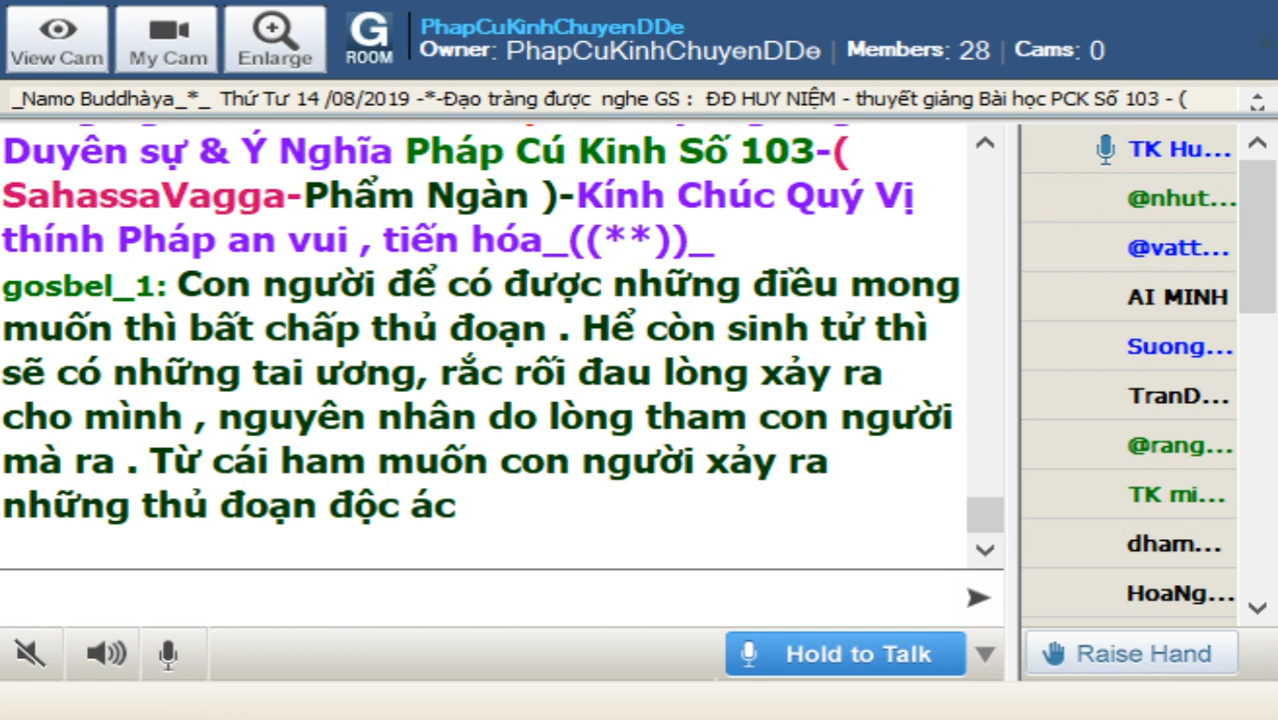 View Cam
My Cam
Enlarge
G ROOM
PhapCuKinhChuyenDDe
Owner: PhapCuKinhChuyenDDe | Members: 28 | Cams: 0
_Namo Buddhàya_*_ Thứ Tư 14 /08/2019 -*-Đạo tràng được nghe GS : ĐĐ HUY NIỆM - thuyết giảng Bài học PCK Số 103 - (
Duyên sự & Ý Nghĩa Pháp Cú Kinh Số 103-(
SahassaVagga-Phẩm Ngàn )-Kính Chúc Quý Vị
thính Pháp an vui , tiến hóa_((**))_
gosbel_1: Con người để có được những điều mong
muốn thì bất chấp thủ đoạn . Hể còn sinh tử thì
sẽ có những tai ương, rắc rối đau lòng xảy ra
cho mình , nguyên nhân do lòng tham con người
mà ra . Từ cái ham muốn con người xảy ra
những thủ đoạn độc ác
TK Hu...
@nhut...
@vatt...
AI MINH
Suong...
TranD...
@rang...
TK mi...
dham...
HoaNg...
Hold to Talk
Raise Hand